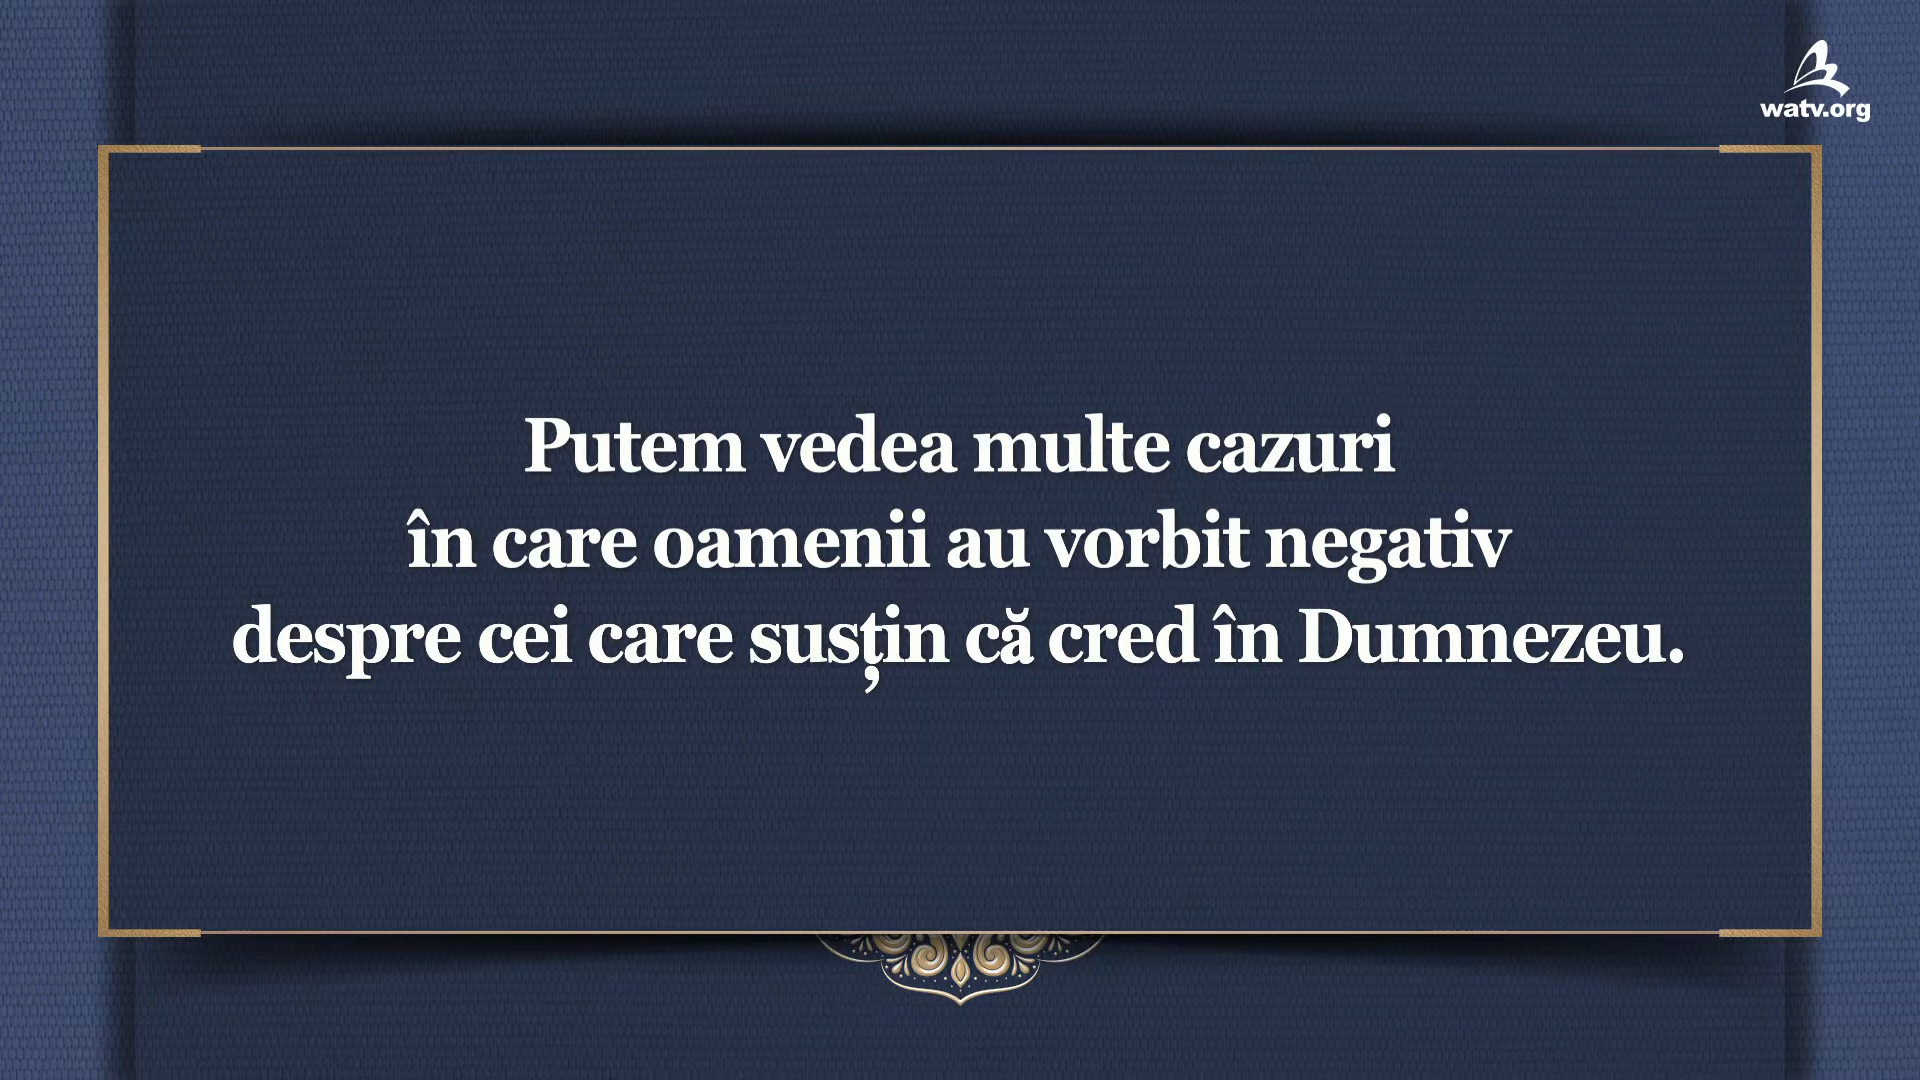 watv.org
Putem vedea multe cazuri
în care oamenii au vorbit negativ
despre cei care susțin că cred în Dumnezeu.